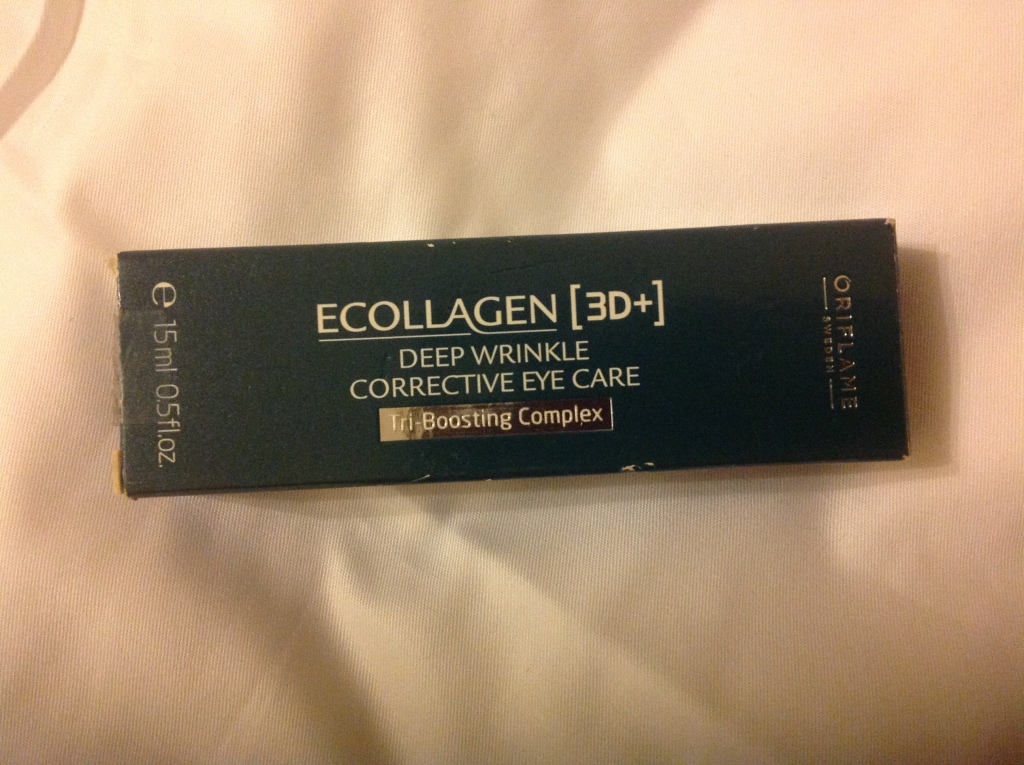 ECOLLAGEN [3D+]
DEEP WRINKLE
CORRECTIVE EYE CARE
Tri-Boosting Complex
ORIFLAME
SWEDEN
e 15ml 0.5fl.oz.